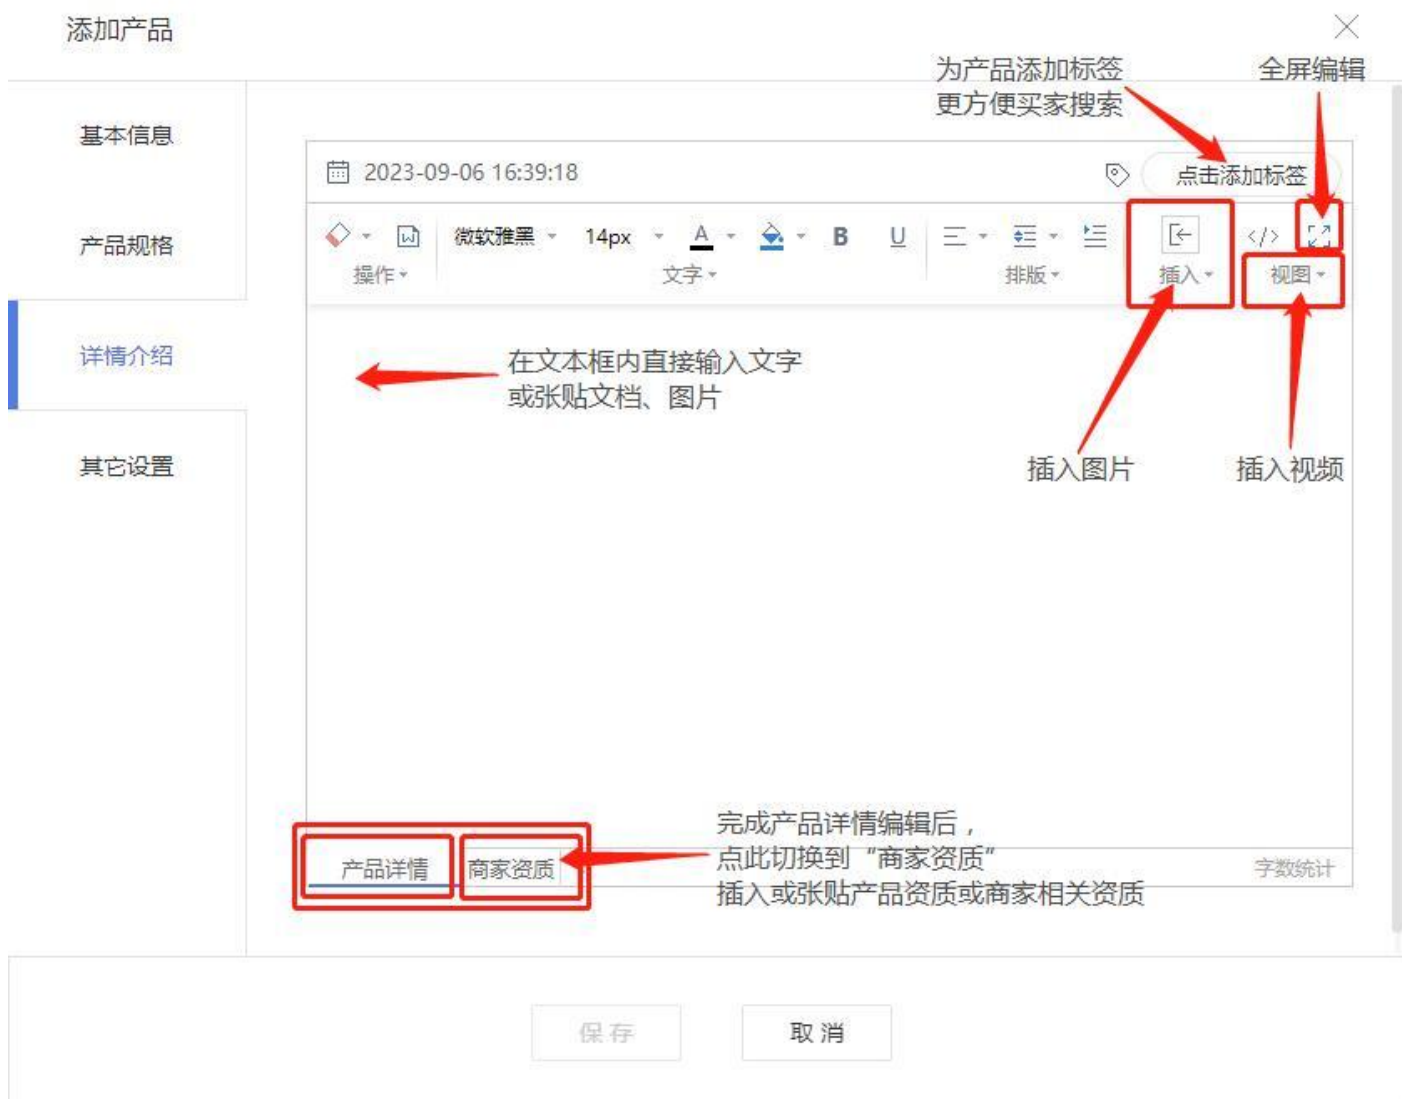 添加产品
为产品添加标签
更方便买家搜索
全屏编辑
基本信息
2023-09-06 16:39:18
点击添加标签
产品规格
微软雅黑 14px A B U </>
操作 文字 排版 插入 视图
详情介绍
在文本框内直接输入文字
或张贴文档、图片
其它设置
插入图片
插入视频
完成产品详情编辑后，
点此切换到“商家资质”
插入或张贴产品资质或商家相关资质
产品详情 商家资质
字数统计
保存 取消